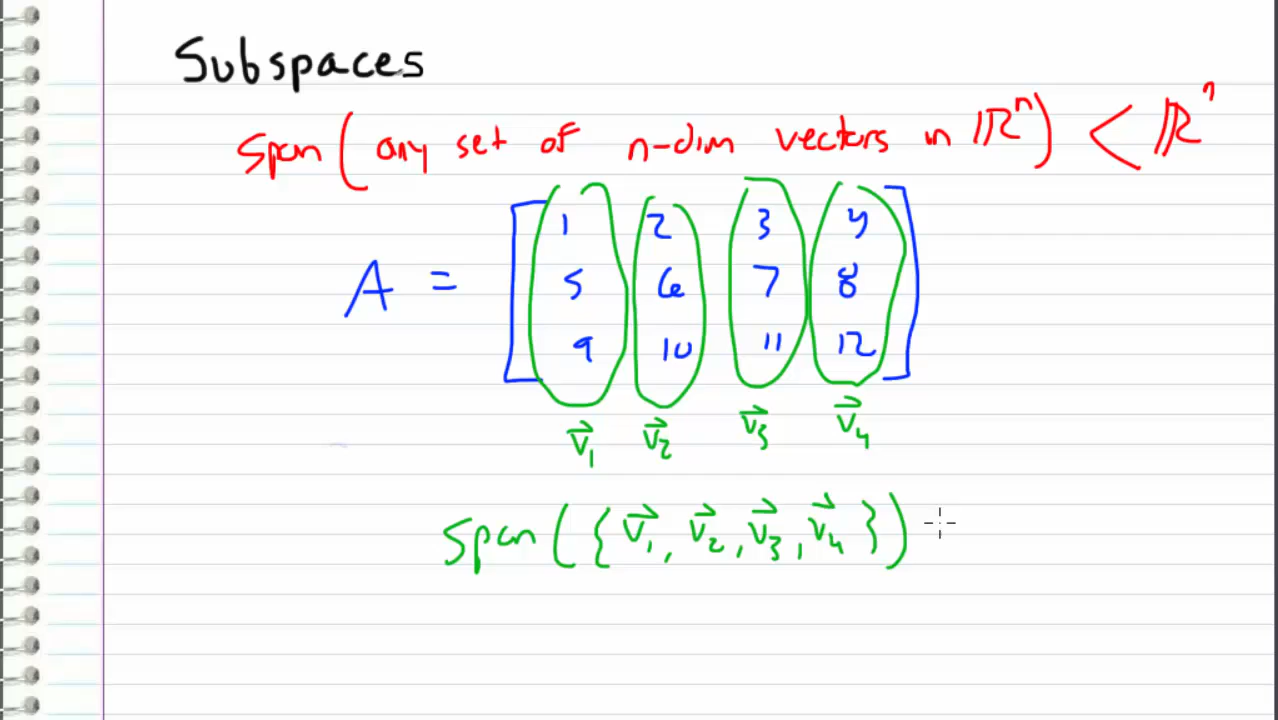 Subspaces
span ( any set of n-dim vectors in ℝⁿ ) < ℝⁿ
1 2 3 4
A = [ 5 6 7 8 ]
9 10 11 12
v⃗₁ v⃗₂ v⃗₃ v⃗₄
span ( { v⃗₁, v⃗₂, v⃗₃, v⃗₄ } )